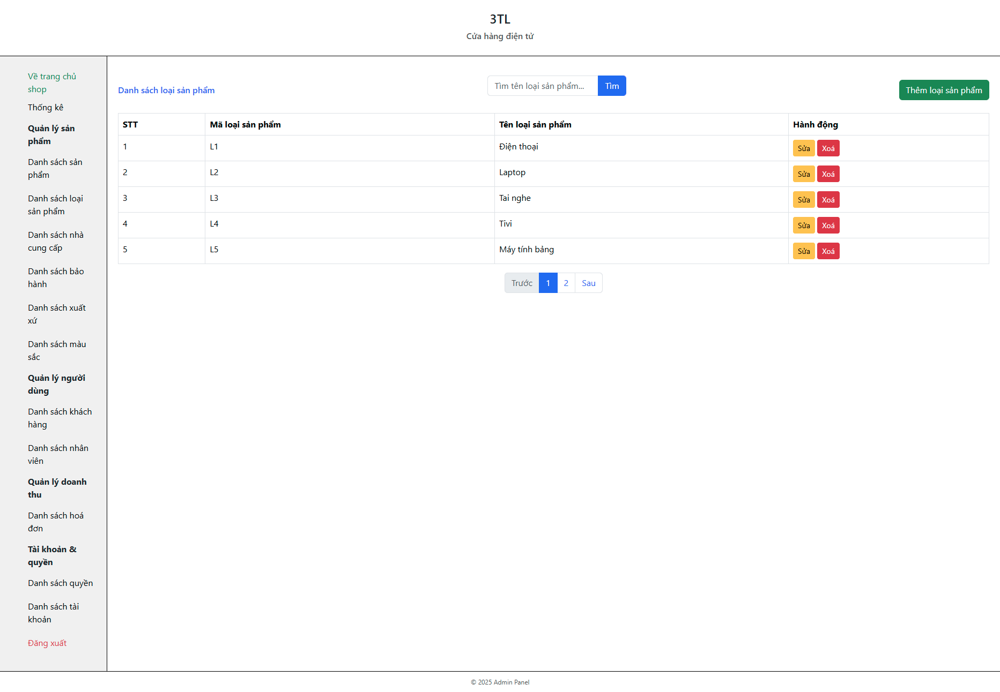 3TL
Cửa hàng điện tử
Về trang chủ
shop
Thống kê
Quản lý sản
phẩm
Danh sách sản
phẩm
Danh sách loại
sản phẩm
Danh sách nhà
cung cấp
Danh sách bảo
hành
Danh sách xuất
xứ
Danh sách màu
sắc
Quản lý người
dùng
Danh sách khách
hàng
Danh sách nhân
viên
Quản lý doanh
thu
Danh sách hoá
đơn
Tài khoản &
quyền
Danh sách quyền
Danh sách tài
khoản
Đăng xuất
Danh sách loại sản phẩm
Tìm tên loại sản phẩm... Tìm
Thêm loại sản phẩm
STT Mã loại sản phẩm Tên loại sản phẩm Hành động
1 L1 Điện thoại Sửa Xoá
2 L2 Laptop Sửa Xoá
3 L3 Tai nghe Sửa Xoá
4 L4 Tivi Sửa Xoá
5 L5 Máy tính bảng Sửa Xoá
Trước 1 2 Sau
© 2025 Admin Panel